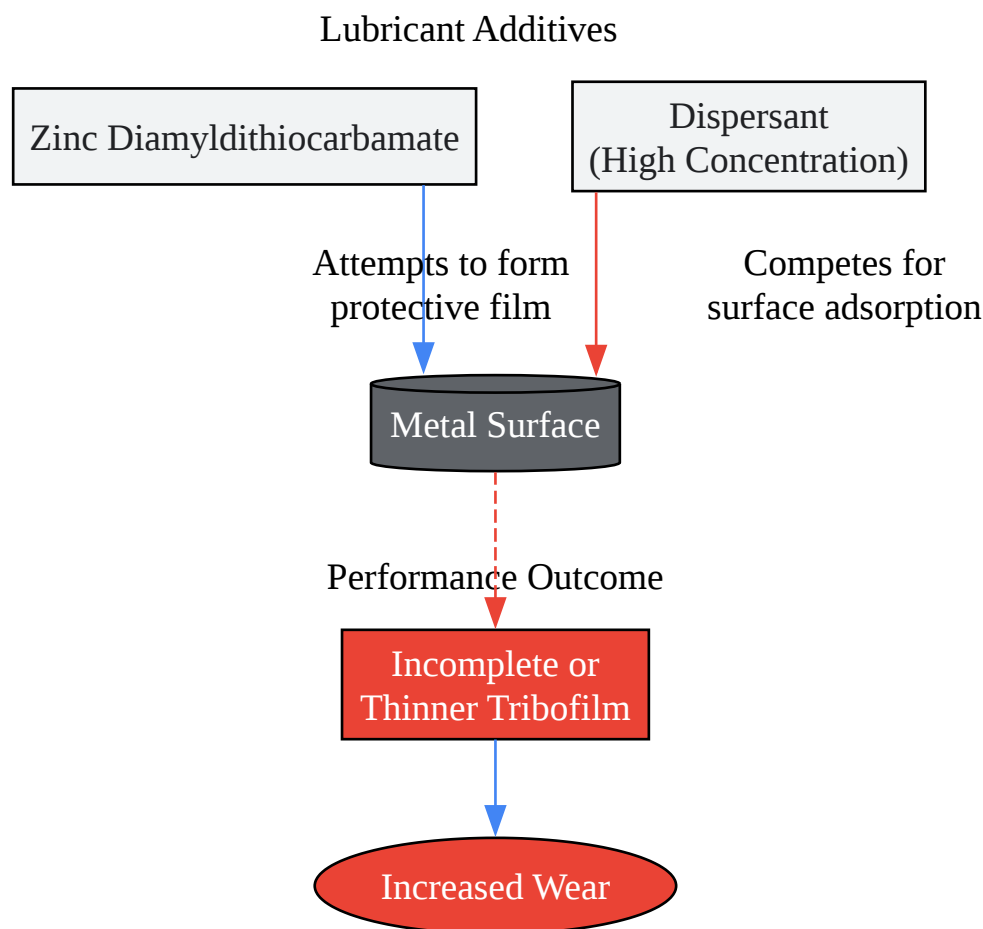 Lubricant Additives
Zinc Diamyldithiocarbamate
Dispersant
(High Concentration)
Attempts to form
protective film
Competes for
surface adsorption
Metal Surface
Performance Outcome
Incomplete or
Thinner Tribofilm
Increased Wear